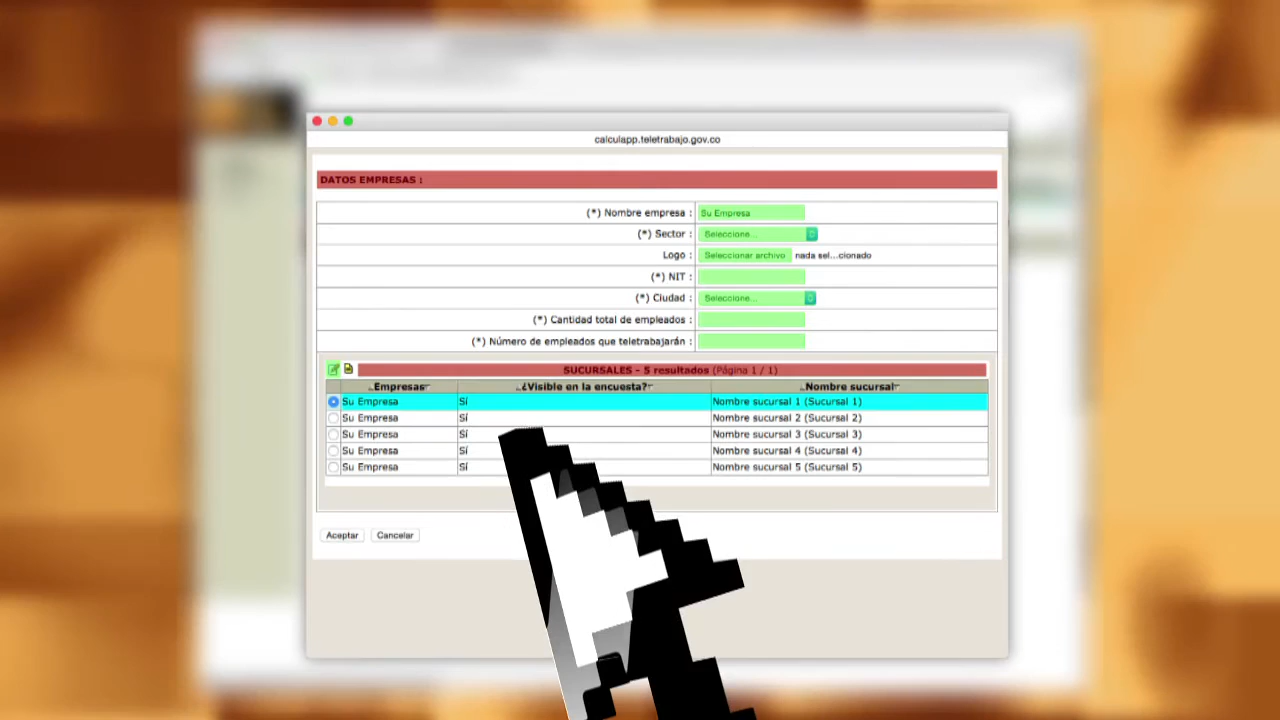 calculapp.teletrabajo.gov.co
DATOS EMPRESAS :
(*) Nombre empresa : Su Empresa
(*) Sector : Seleccione...
Logo : Seleccionar archivo nada sel...cionado
(*) NIT :
(*) Ciudad : Seleccione...
(*) Cantidad total de empleados :
(*) Número de empleados que teletrabajarán :
SUCURSALES - 5 resultados (Página 1 / 1)
Empresas ¿Visible en la encuesta? Nombre sucursal
Su Empresa Sí Nombre sucursal 1 (Sucursal 1)
Su Empresa Sí Nombre sucursal 2 (Sucursal 2)
Su Empresa Sí Nombre sucursal 3 (Sucursal 3)
Su Empresa Sí Nombre sucursal 4 (Sucursal 4)
Su Empresa Sí Nombre sucursal 5 (Sucursal 5)
Aceptar Cancelar